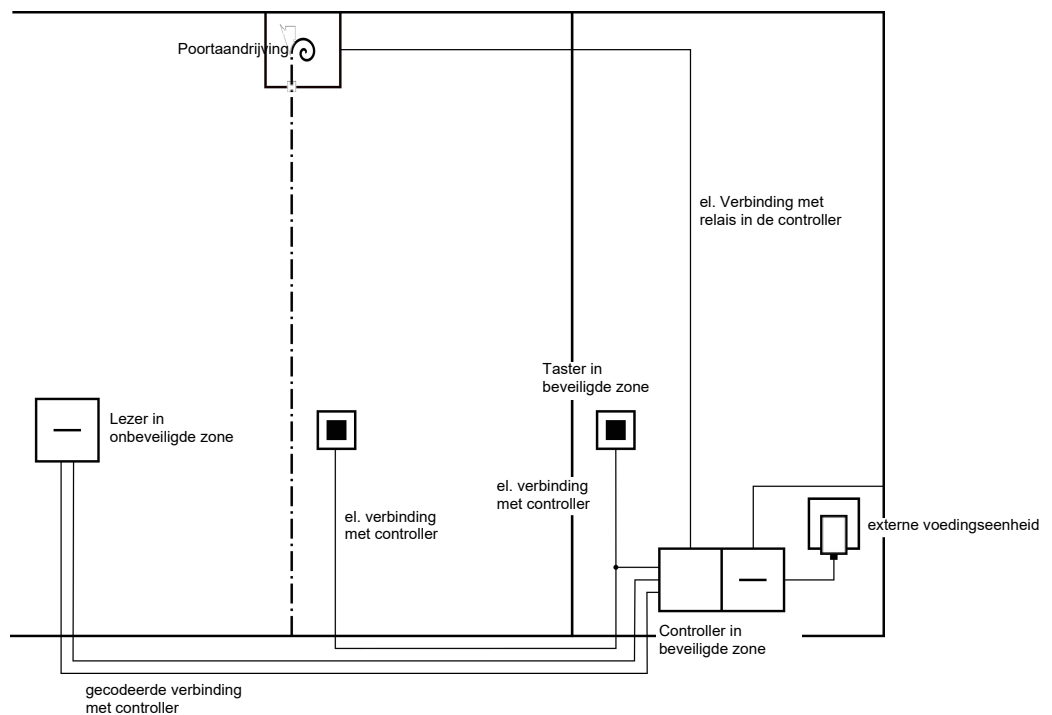 Poortaandrijving
el. Verbinding met
relais in de controller
Taster in
beveiligde zone
Lezer in
onbeveiligde zone
el. verbinding
met controller
el. verbinding
met controller
externe voedingseenheid
Controller in
beveiligde zone
gecodeerde verbinding
met controller